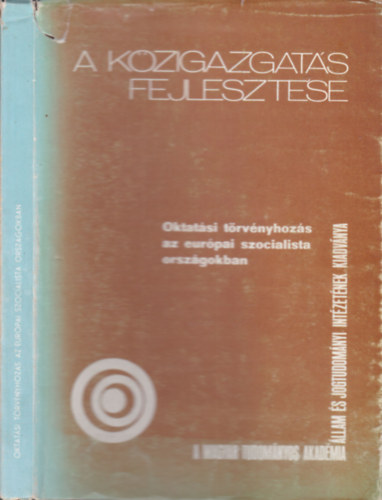 A KÖZIGAZGATÁS
FEJLESZTÉSE
Oktatási törvényhozás
az európai szocialista
országokban
A MAGYAR TUDOMÁNYOS AKADÉMIA
ÁLLAM ÉS JOGTUDOMÁNYI INTÉZETÉNEK KIADVÁNYA
OKTATÁSI TÖRVÉNYHOZÁS AZ EURÓPAI SZOCIALISTA ORSZÁGOKBAN